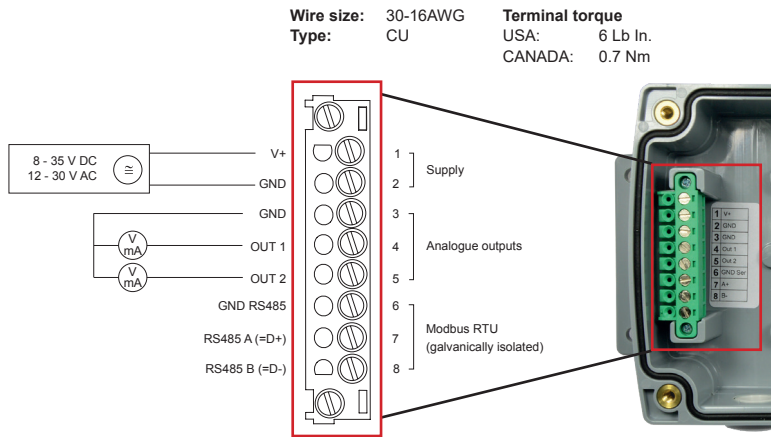 Wire size: 30-16AWG Terminal torque
Type: CU USA: 6 Lb In.
CANADA: 0.7 Nm
8 - 35 V DC
12 - 30 V AC
≅
V+ 1
GND 2
Supply
GND 3
OUT 1 4
OUT 2 5
Analogue outputs
V
mA
V
mA
GND RS485 6
RS485 A (=D+) 7
RS485 B (=D-) 8
Modbus RTU
(galvanically isolated)
1 V+
2 GND
3 GND
4 Out 1
5 Out 2
6 GND Ser
7 A+
8 B-